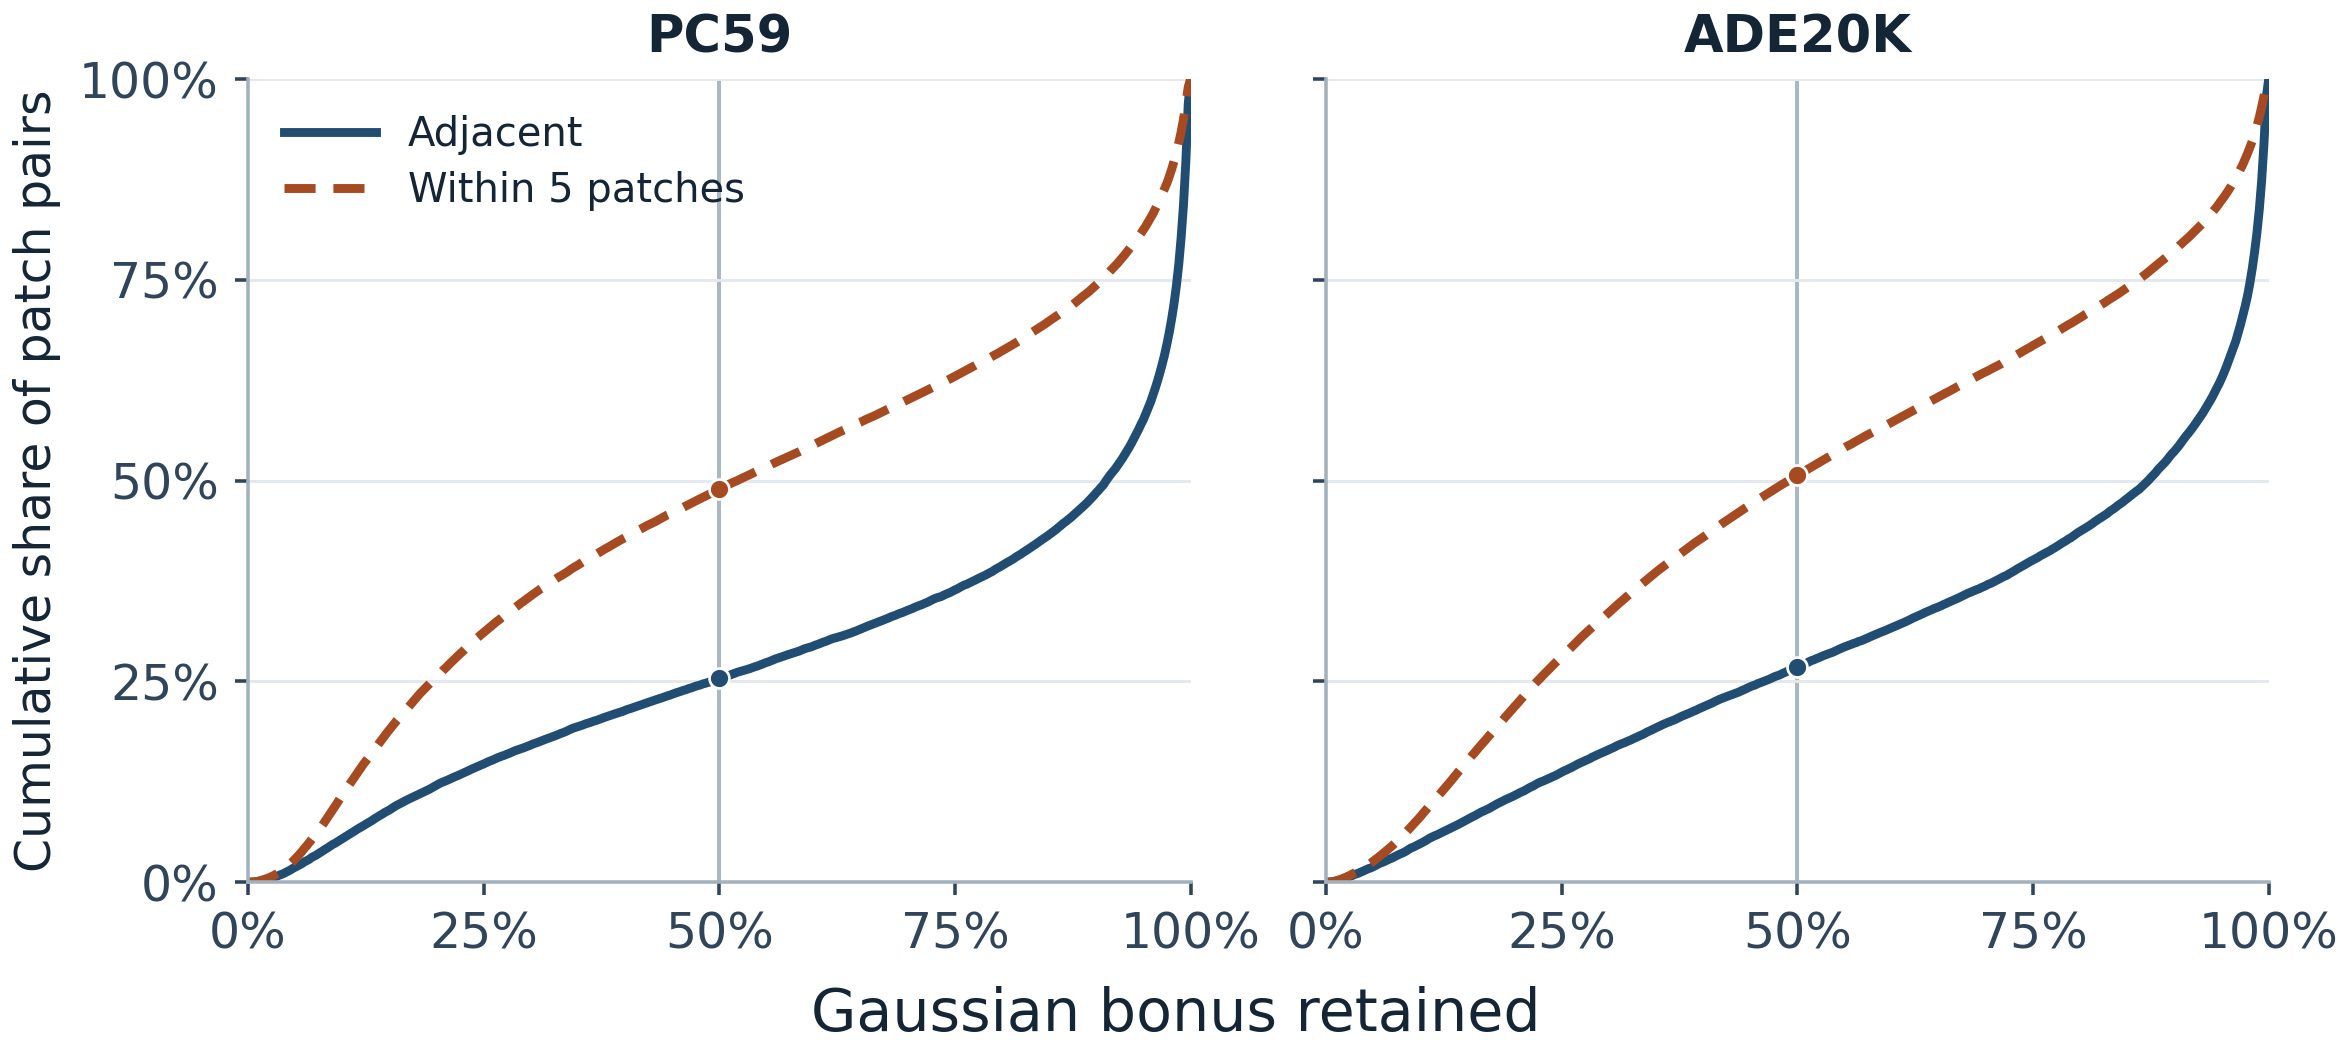 PC59
ADE20K
Cumulative share of patch pairs
100%
75%
50%
25%
0%
Adjacent
Within 5 patches
0%
25%
50%
75%
100%
0%
25%
50%
75%
100%
Gaussian bonus retained